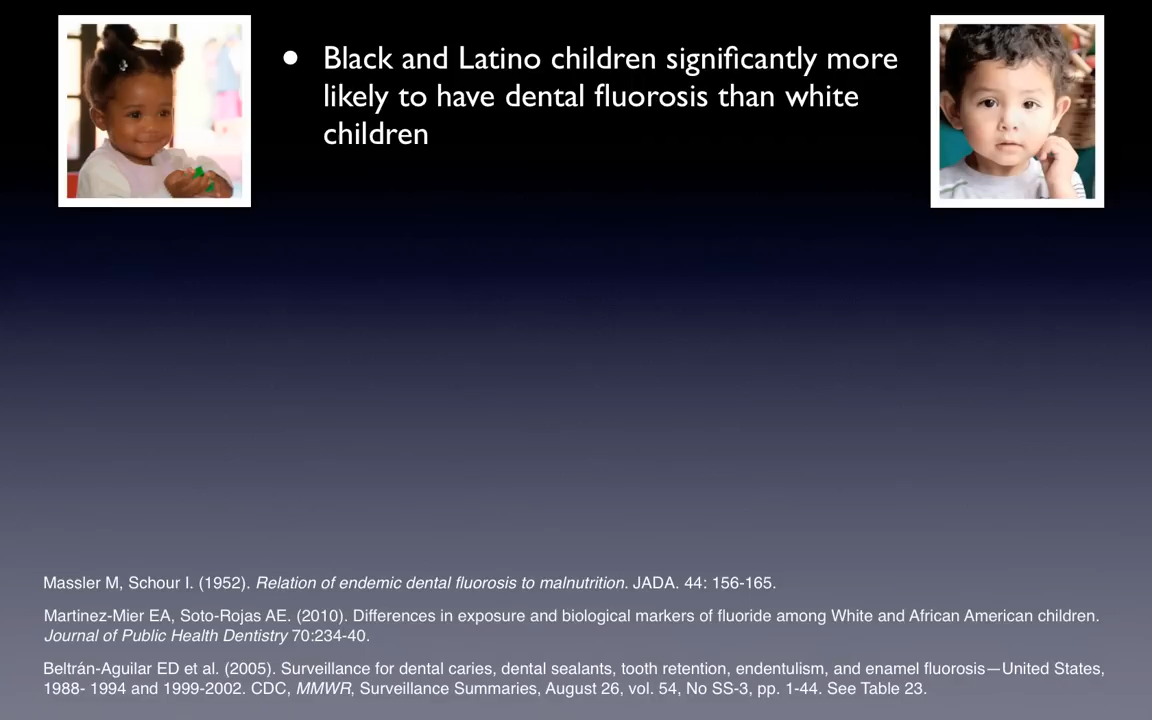 • Black and Latino children significantly more
likely to have dental fluorosis than white
children
Massler M, Schour I. (1952). Relation of endemic dental fluorosis to malnutrition. JADA. 44: 156-165.
Martinez-Mier EA, Soto-Rojas AE. (2010). Differences in exposure and biological markers of fluoride among White and African American children.
Journal of Public Health Dentistry 70:234-40.
Beltrán-Aguilar ED et al. (2005). Surveillance for dental caries, dental sealants, tooth retention, endentulism, and enamel fluorosis—United States,
1988- 1994 and 1999-2002. CDC, MMWR, Surveillance Summaries, August 26, vol. 54, No SS-3, pp. 1-44. See Table 23.